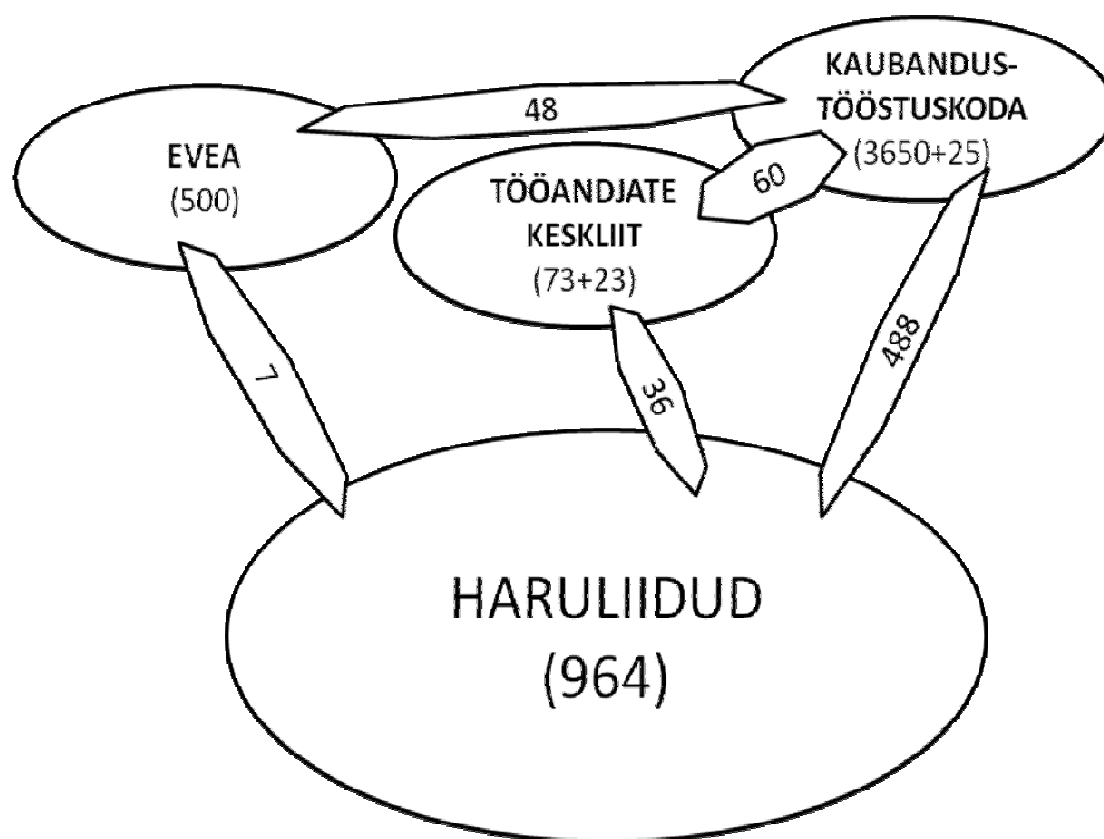 KAUBANDUS-
TÖÖSTUSKODA
(3650+25)
48
EVEA
(500)
60
TÖÖANDJATE
KESKLIIT
(73+23)
7
36
488
HARULIIDUD
(964)